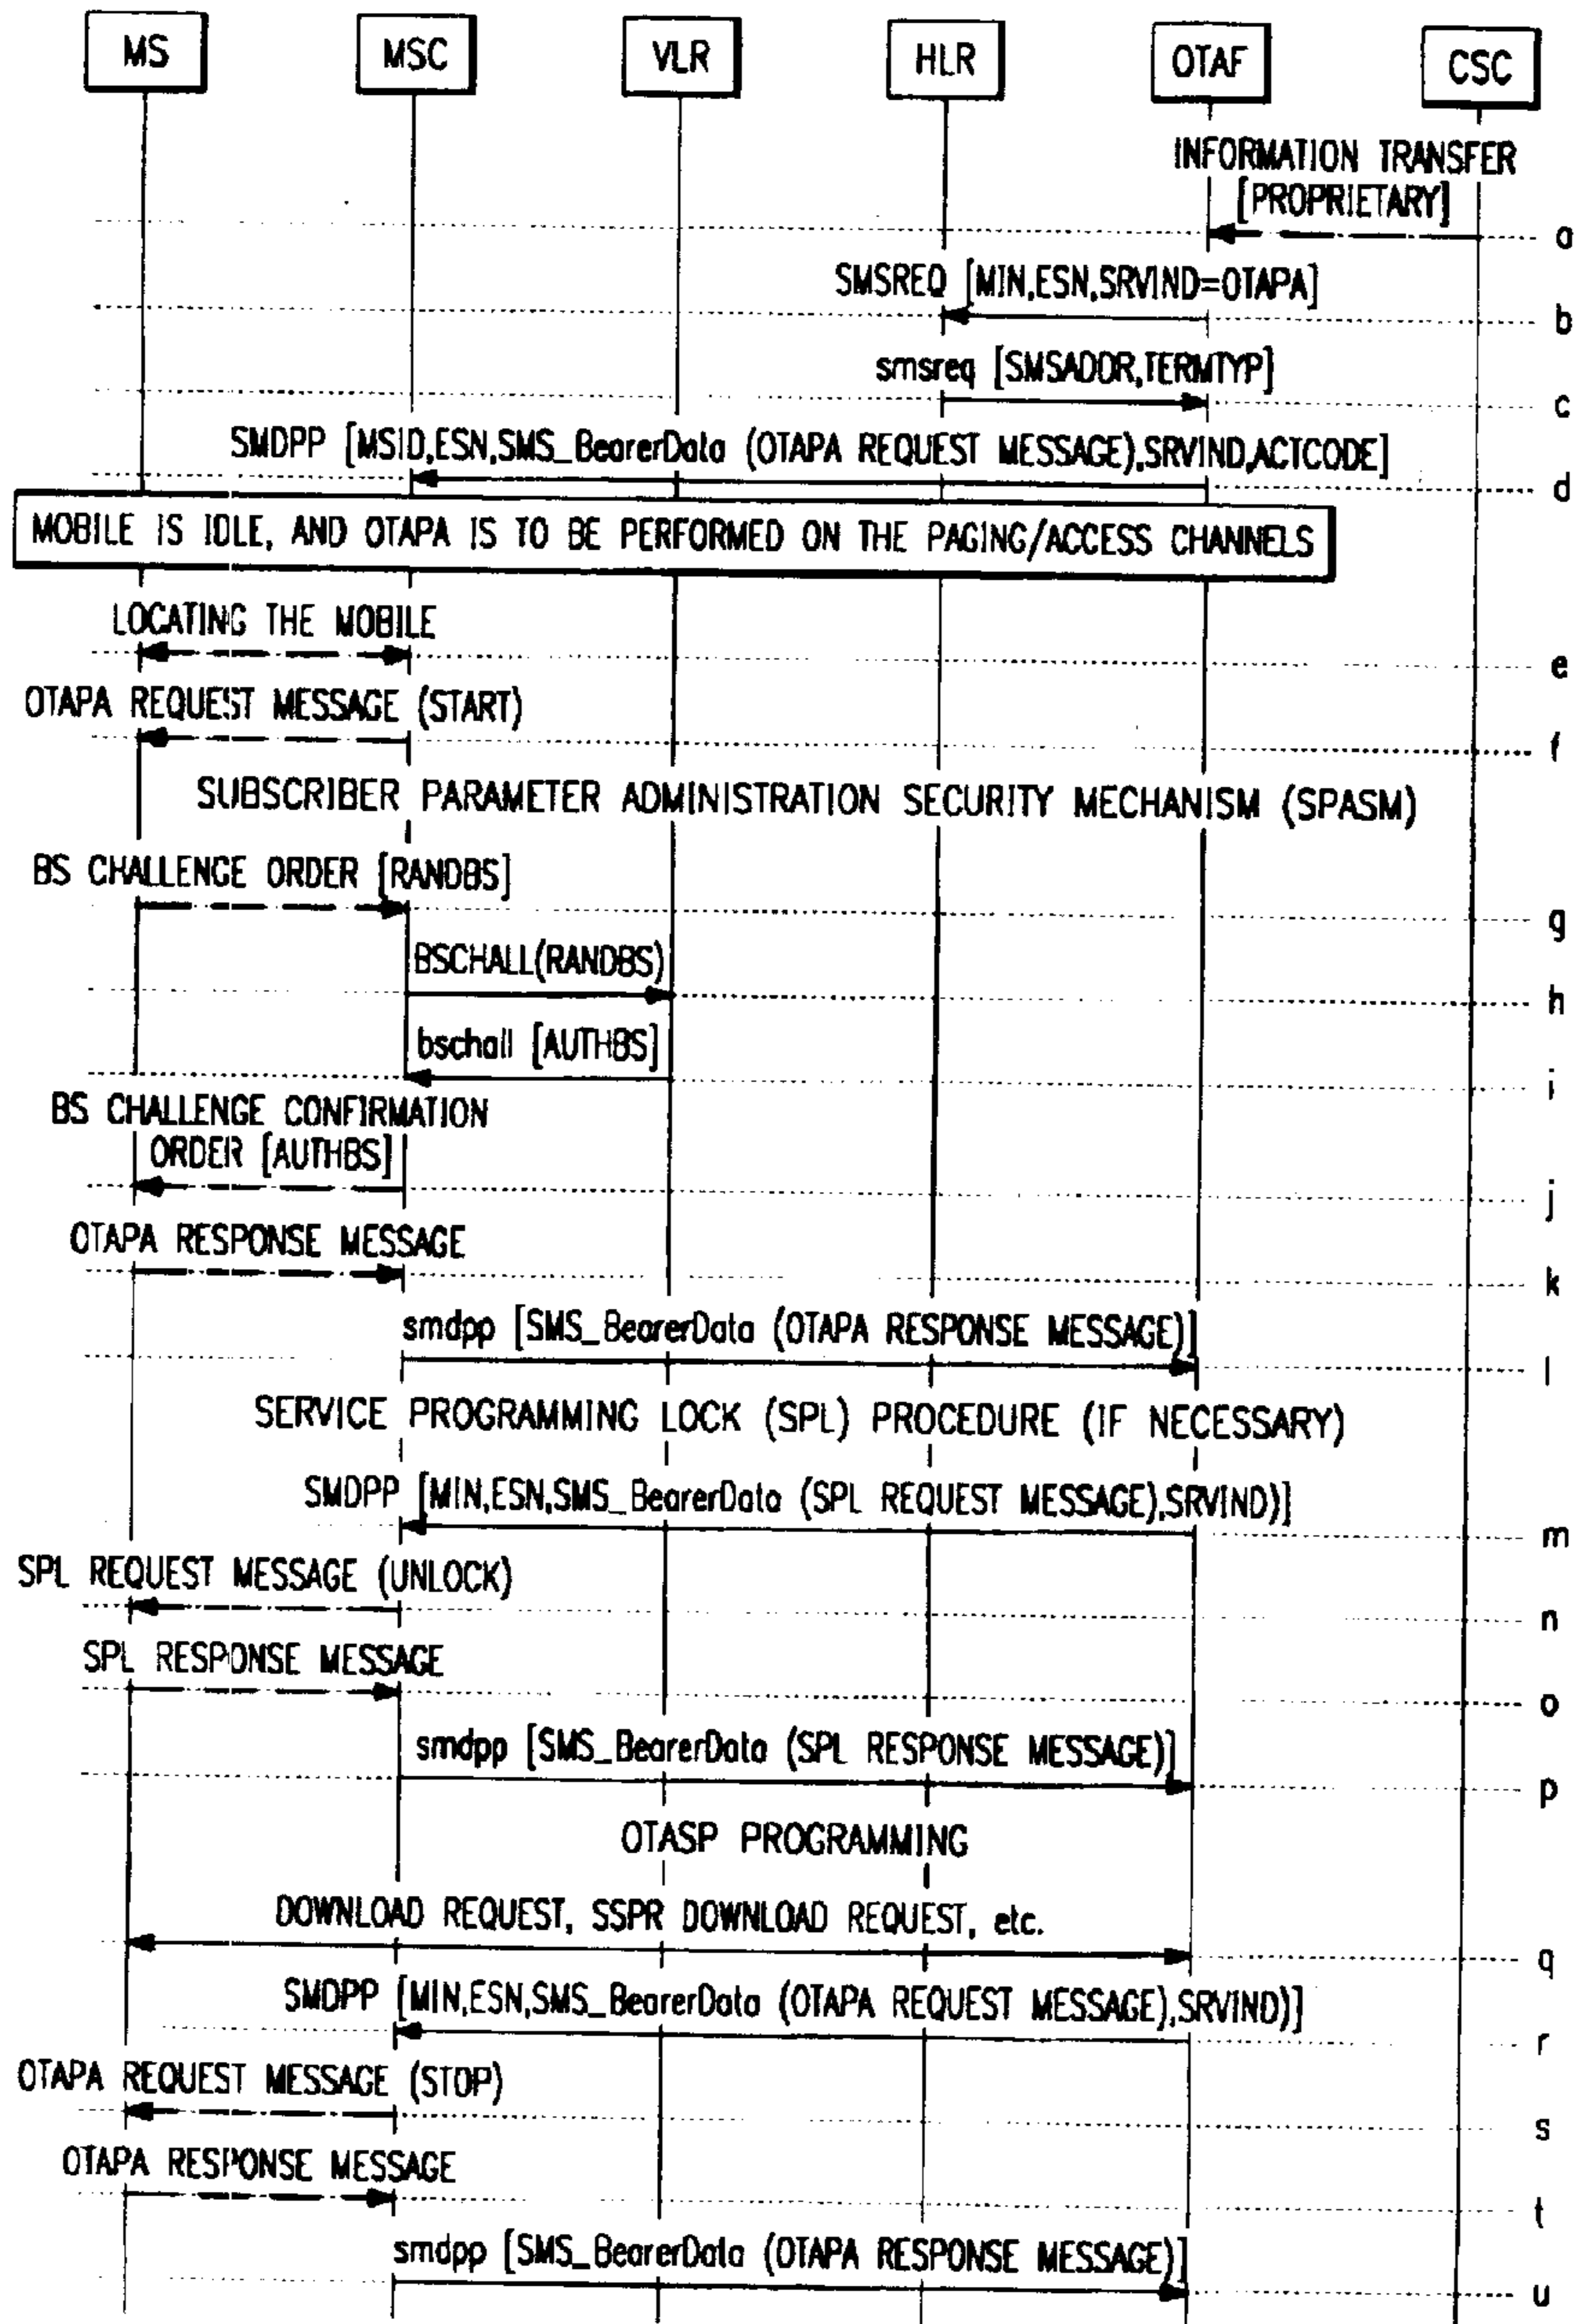 MS MSC VLR HLR OTAF CSC
INFORMATION TRANSFER
[PROPRIETARY]
a
SMSREQ [MIN,ESN,SRVIND=OTAPA]
b
smsreq [SMSADDR,TERMTYP]
c
SMDPP [MSID,ESN,SMS_BearerData (OTAPA REQUEST MESSAGE),SRVIND,ACTCODE]
d
MOBILE IS IDLE, AND OTAPA IS TO BE PERFORMED ON THE PAGING/ACCESS CHANNELS
LOCATING THE MOBILE
e
OTAPA REQUEST MESSAGE (START)
f
SUBSCRIBER PARAMETER ADMINISTRATION SECURITY MECHANISM (SPASM)
BS CHALLENGE ORDER [RANDBS]
g
BSCHALL(RANDBS)
h
bschall [AUTHBS]
i
BS CHALLENGE CONFIRMATION
ORDER [AUTHBS]
j
OTAPA RESPONSE MESSAGE
k
smdpp [SMS_BearerData (OTAPA RESPONSE MESSAGE)]
l
SERVICE PROGRAMMING LOCK (SPL) PROCEDURE (IF NECESSARY)
SMDPP [MIN,ESN,SMS_BearerData (SPL REQUEST MESSAGE),SRVIND)]
m
SPL REQUEST MESSAGE (UNLOCK)
n
SPL RESPONSE MESSAGE
o
smdpp [SMS_BearerData (SPL RESPONSE MESSAGE)]
p
OTASP PROGRAMMING
DOWNLOAD REQUEST, SSPR DOWNLOAD REQUEST, etc.
q
SMDPP [MIN,ESN,SMS_BearerData (OTAPA REQUEST MESSAGE),SRVIND)]
r
OTAPA REQUEST MESSAGE (STOP)
s
OTAPA RESPONSE MESSAGE
t
smdpp [SMS_BearerData (OTAPA RESPONSE MESSAGE)]
u